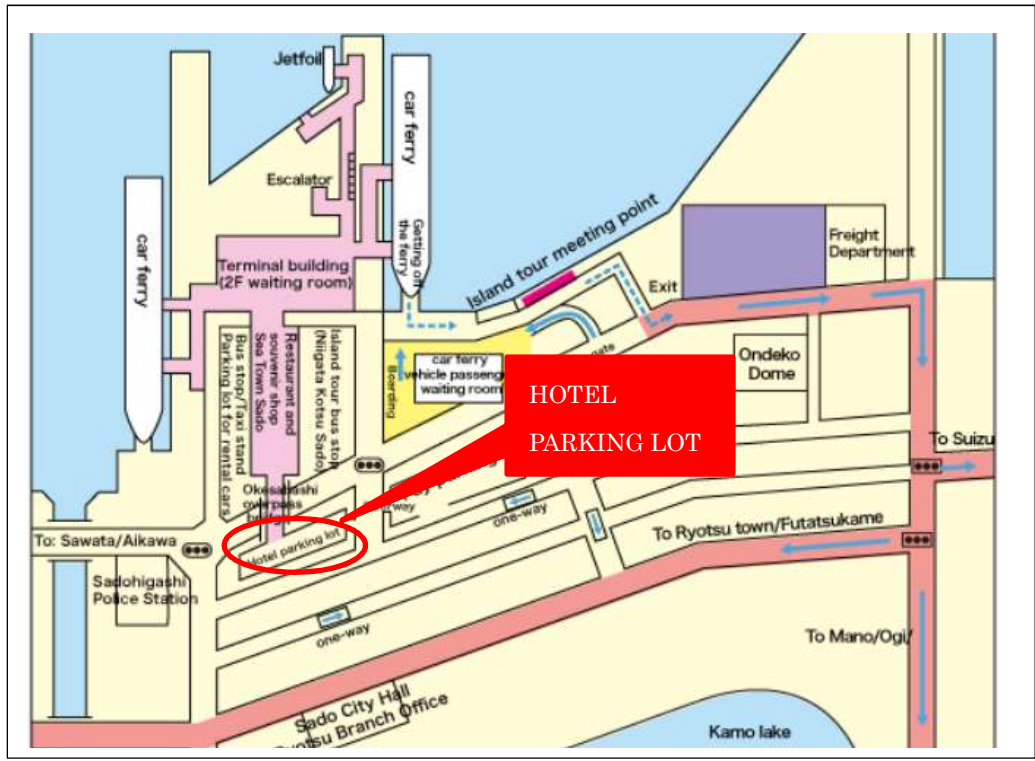 Jetfoil
car ferry
Escalator
car ferry
Getting off
the ferry
Island tour meeting point
Freight
Department
Terminal building
(2F waiting room)
Exit
Bus stop/Taxi stand
Parking lot for rental cars
Restaurant and
souvenir shop
Sea Town Sado
Island tour bus stop
(Niigata Kotsu Sado)
Boarding
car ferry
vehicle passeng
waiting room
Ondeko
Dome
HOTEL
PARKING LOT
To Suizu
To: Sawata/Aikawa
one-way
To Ryotsu town/Futatsukame
Hotel parking lot
Sadohigashi
Police Station
one-way
To Mano/Ogi/
Sado City Hall
yotsu Branch Office
Kamo lake